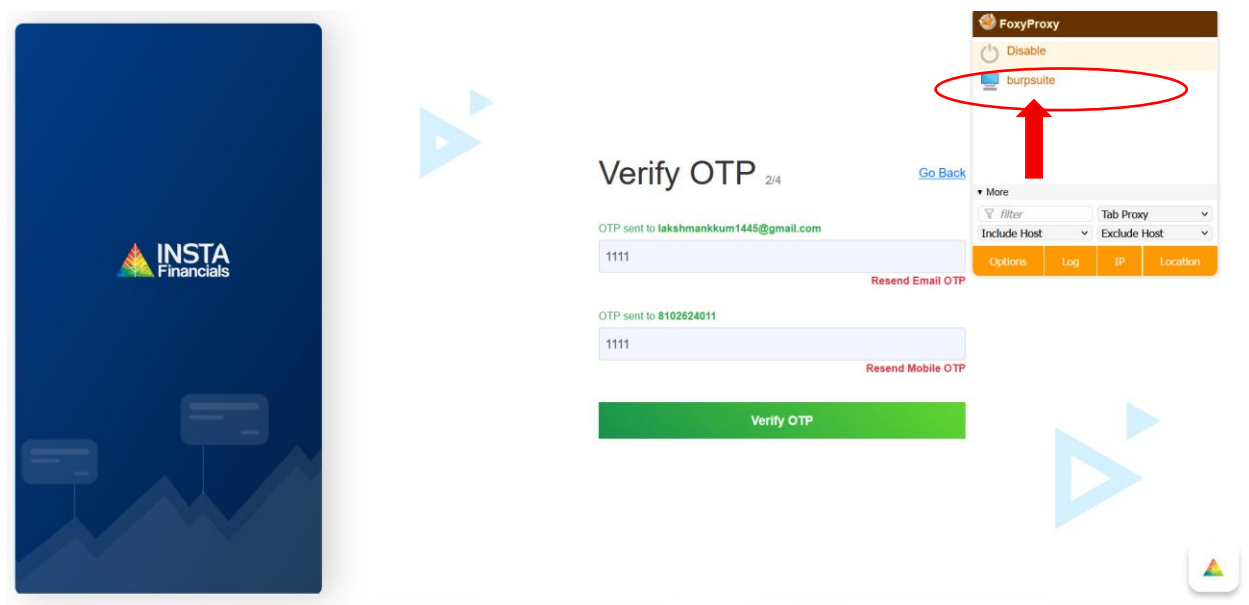 INSTA
Financials
Verify OTP 2/4
Go Back
OTP sent to lakshmankkum1445@gmail.com
1111
Resend Email OTP
OTP sent to 8102624011
1111
Resend Mobile OTP
Verify OTP
FoxyProxy
Disable
burpsuite
More
filter
Tab Proxy
Include Host
Exclude Host
Options
Log
IP
Location